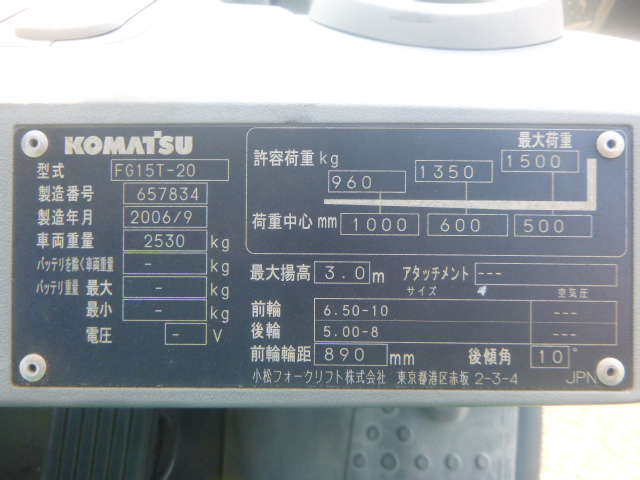 KOMATSU
型式 FG15T-20
製造番号 657834
製造年月 2006/9
車両重量 2530 kg
バッテリを除く車両重量 - kg
バッテリ重量 最大 - kg
最小 - kg
電圧 - V
最大荷重
許容荷重 kg 960 1350 1500
荷重中心 mm 1000 600 500
最大揚高 3.0 m アタッチメント ---
サイズ 空気圧
前輪 6.50-10 ---
後輪 5.00-8 ---
前輪輪距 890 mm 後傾角 10°
小松フォークリフト株式会社 東京都港区赤坂 2-3-4 JPN